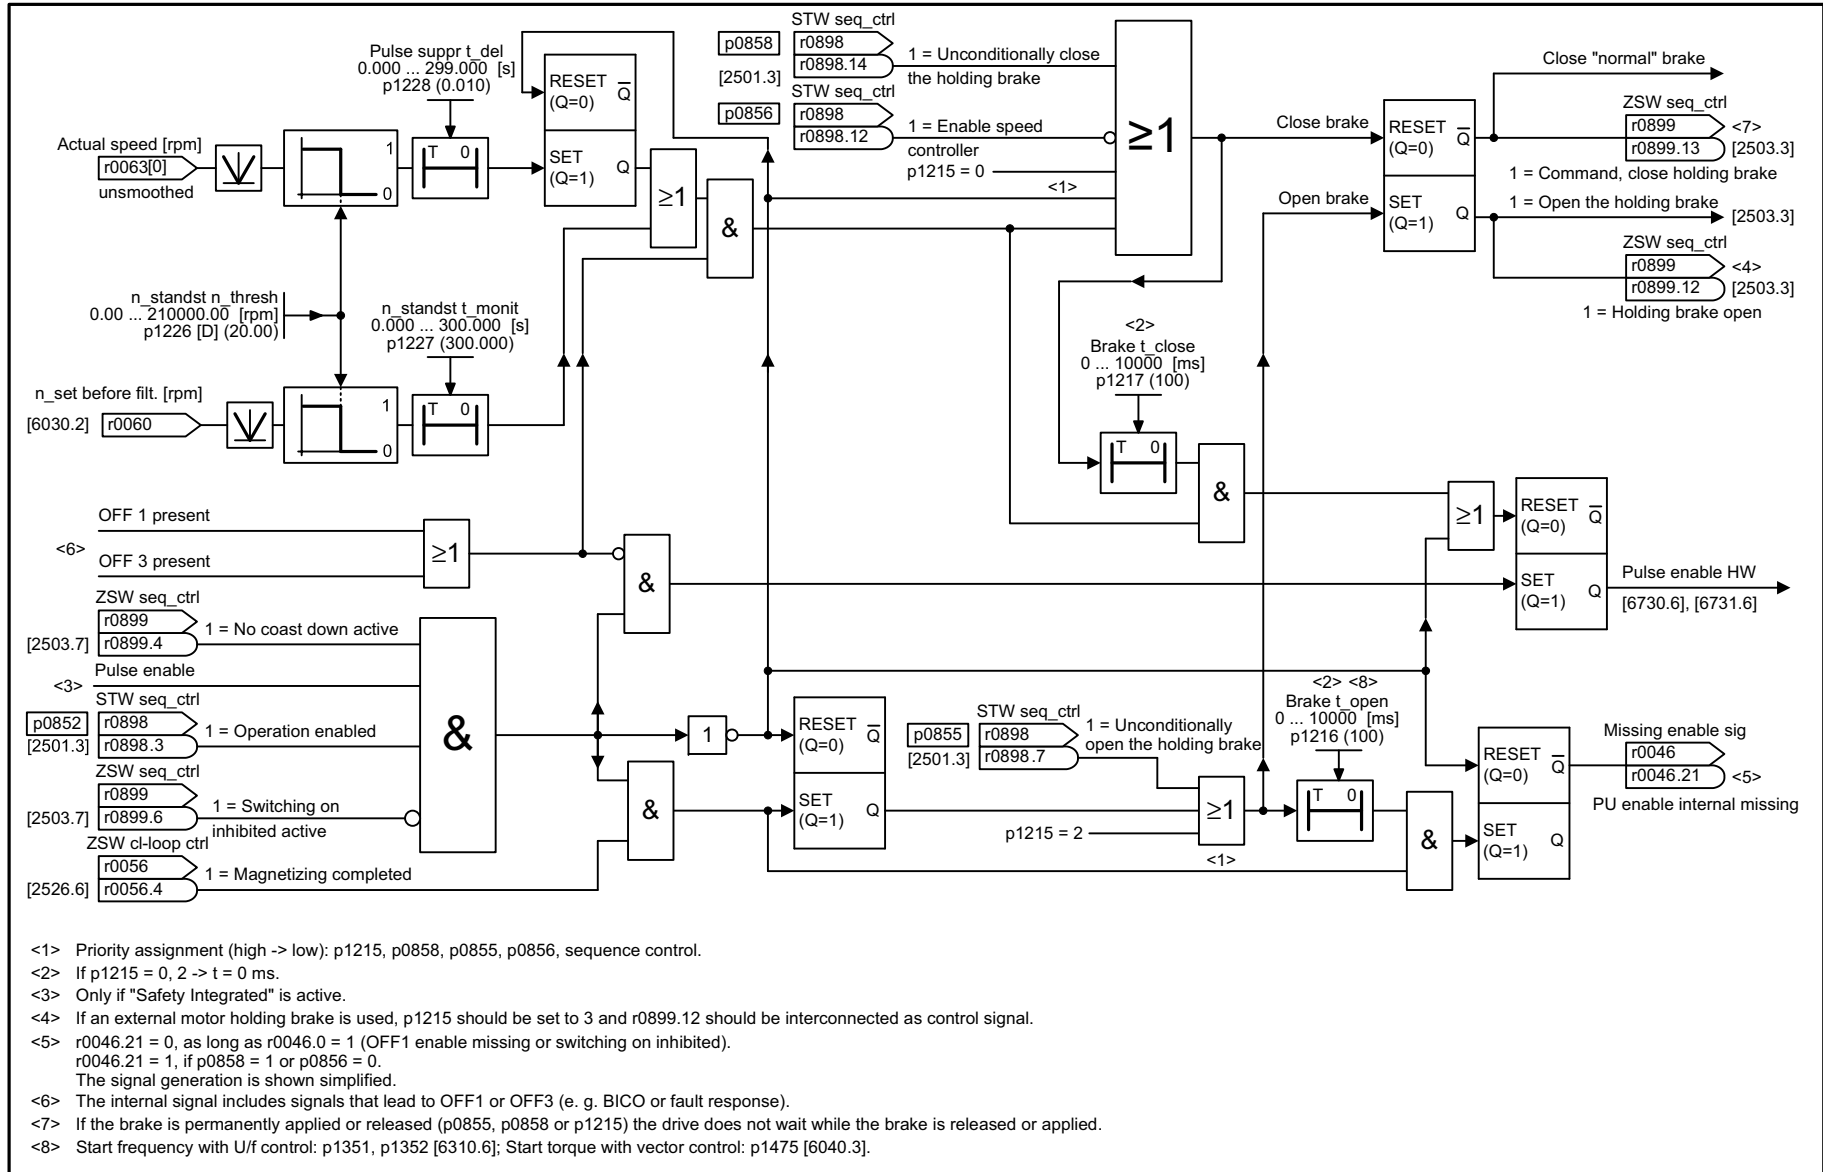 Pulse suppr t_del
0.000 ... 299.000 [s]
p1228 (0.010)
Actual speed [rpm]
r0063[0]
unsmoothed
1
0
T 0
RESET
(Q=0)
Q
SET
(Q=1)
Q
≥1
&
n_standst n_thresh
0.00 ... 210000.00 [rpm]
p1226 [D] (20.00)
n_standst t_monit
0.000 ... 300.000 [s]
p1227 (300.000)
n_set before filt. [rpm]
[6030.2]
r0060
1
0
T 0
STW seq_ctrl
p0858
r0898
r0898.14
[2501.3]
1 = Unconditionally close
the holding brake
STW seq_ctrl
p0856
r0898
r0898.12
1 = Enable speed
controller
p1215 = 0
<1>
≥1
Close brake
Open brake
RESET
(Q=0)
Q
SET
(Q=1)
Q
Close "normal" brake
ZSW seq_ctrl
r0899
<7>
r0899.13
[2503.3]
1 = Command, close holding brake
1 = Open the holding brake
[2503.3]
ZSW seq_ctrl
r0899
<4>
r0899.12
[2503.3]
1 = Holding brake open
<2>
Brake t_close
0 ... 10000 [ms]
p1217 (100)
T 0
&
≥1
RESET
(Q=0)
Q
SET
(Q=1)
Q
Pulse enable HW
[6730.6], [6731.6]
OFF 1 present
<6>
OFF 3 present
≥1
&
ZSW seq_ctrl
r0899
r0899.4
[2503.7]
1 = No coast down active
Pulse enable
<3>
STW seq_ctrl
p0852
r0898
r0898.3
[2501.3]
1 = Operation enabled
ZSW seq_ctrl
r0899
r0899.6
[2503.7]
1 = Switching on
inhibited active
ZSW cl-loop ctrl
r0056
r0056.4
[2526.6]
1 = Magnetizing completed
&
1
&
RESET
(Q=0)
Q
SET
(Q=1)
Q
STW seq_ctrl
p0855
r0898
r0898.7
[2501.3]
1 = Unconditionally
open the holding brake
p1215 = 2
≥1
<1>
<2> <8>
Brake t_open
0 ... 10000 [ms]
p1216 (100)
T 0
&
RESET
(Q=0)
Q
SET
(Q=1)
Q
Missing enable sig
r0046
r0046.21
<5>
PU enable internal missing
<1> Priority assignment (high -> low): p1215, p0858, p0855, p0856, sequence control.
<2> If p1215 = 0, 2 -> t = 0 ms.
<3> Only if "Safety Integrated" is active.
<4> If an external motor holding brake is used, p1215 should be set to 3 and r0899.12 should be interconnected as control signal.
<5> r0046.21 = 0, as long as r0046.0 = 1 (OFF1 enable missing or switching on inhibited).
r0046.21 = 1, if p0858 = 1 or p0856 = 0.
The signal generation is shown simplified.
<6> The internal signal includes signals that lead to OFF1 or OFF3 (e. g. BICO or fault response).
<7> If the brake is permanently applied or released (p0855, p0858 or p1215) the drive does not wait while the brake is released or applied.
<8> Start frequency with U/f control: p1351, p1352 [6310.6]; Start torque with vector control: p1475 [6040.3].